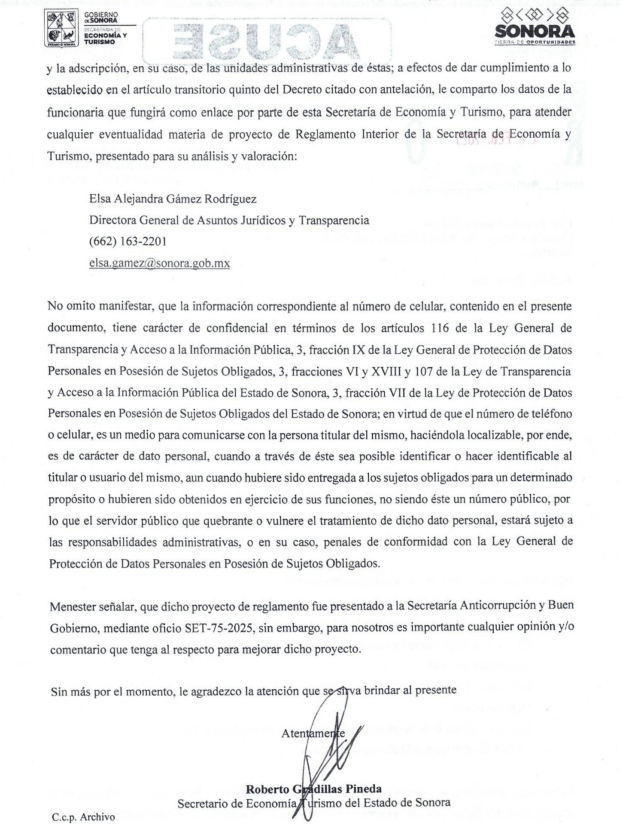 GOBIERNO
DE SONORA
SECRETARÍA DE
ECONOMÍA Y
TURISMO
ACUSE
SONORA
TIERRA DE OPORTUNIDADES
y la adscripción, en su caso, de las unidades administrativas de éstas; a efectos de dar cumplimiento a lo
establecido en el artículo transitorio quinto del Decreto citado con antelación, le comparto los datos de la
funcionaria que fungirá como enlace por parte de esta Secretaría de Economía y Turismo, para atender
cualquier eventualidad materia de proyecto de Reglamento Interior de la Secretaría de Economía y
Turismo, presentado para su análisis y valoración:
Elsa Alejandra Gámez Rodríguez
Directora General de Asuntos Jurídicos y Transparencia
(662) 163-2201
elsa.gamez@sonora.gob.mx
No omito manifestar, que la información correspondiente al número de celular, contenido en el presente
documento, tiene carácter de confidencial en términos de los artículos 116 de la Ley General de
Transparencia y Acceso a la Información Pública, 3, fracción IX de la Ley General de Protección de Datos
Personales en Posesión de Sujetos Obligados, 3, fracciones VI y XVIII y 107 de la Ley de Transparencia
y Acceso a la Información Pública del Estado de Sonora, 3, fracción VII de la Ley de Protección de Datos
Personales en Posesión de Sujetos Obligados del Estado de Sonora; en virtud de que el número de teléfono
o celular, es un medio para comunicarse con la persona titular del mismo, haciéndola localizable, por ende,
es de carácter de dato personal, cuando a través de éste sea posible identificar o hacer identificable al
titular o usuario del mismo, aun cuando hubiere sido entregada a los sujetos obligados para un determinado
propósito o hubieren sido obtenidos en ejercicio de sus funciones, no siendo éste un número público, por
lo que el servidor público que quebrante o vulnere el tratamiento de dicho dato personal, estará sujeto a
las responsabilidades administrativas, o en su caso, penales de conformidad con la Ley General de
Protección de Datos Personales en Posesión de Sujetos Obligados.
Menester señalar, que dicho proyecto de reglamento fue presentado a la Secretaría Anticorrupción y Buen
Gobierno, mediante oficio SET-75-2025, sin embargo, para nosotros es importante cualquier opinión y/o
comentario que tenga al respecto para mejorar dicho proyecto.
Sin más por el momento, le agradezco la atención que se sirva brindar al presente
Atentamente
Roberto Gradillas Pineda
Secretario de Economía Turismo del Estado de Sonora
C.c.p. Archivo